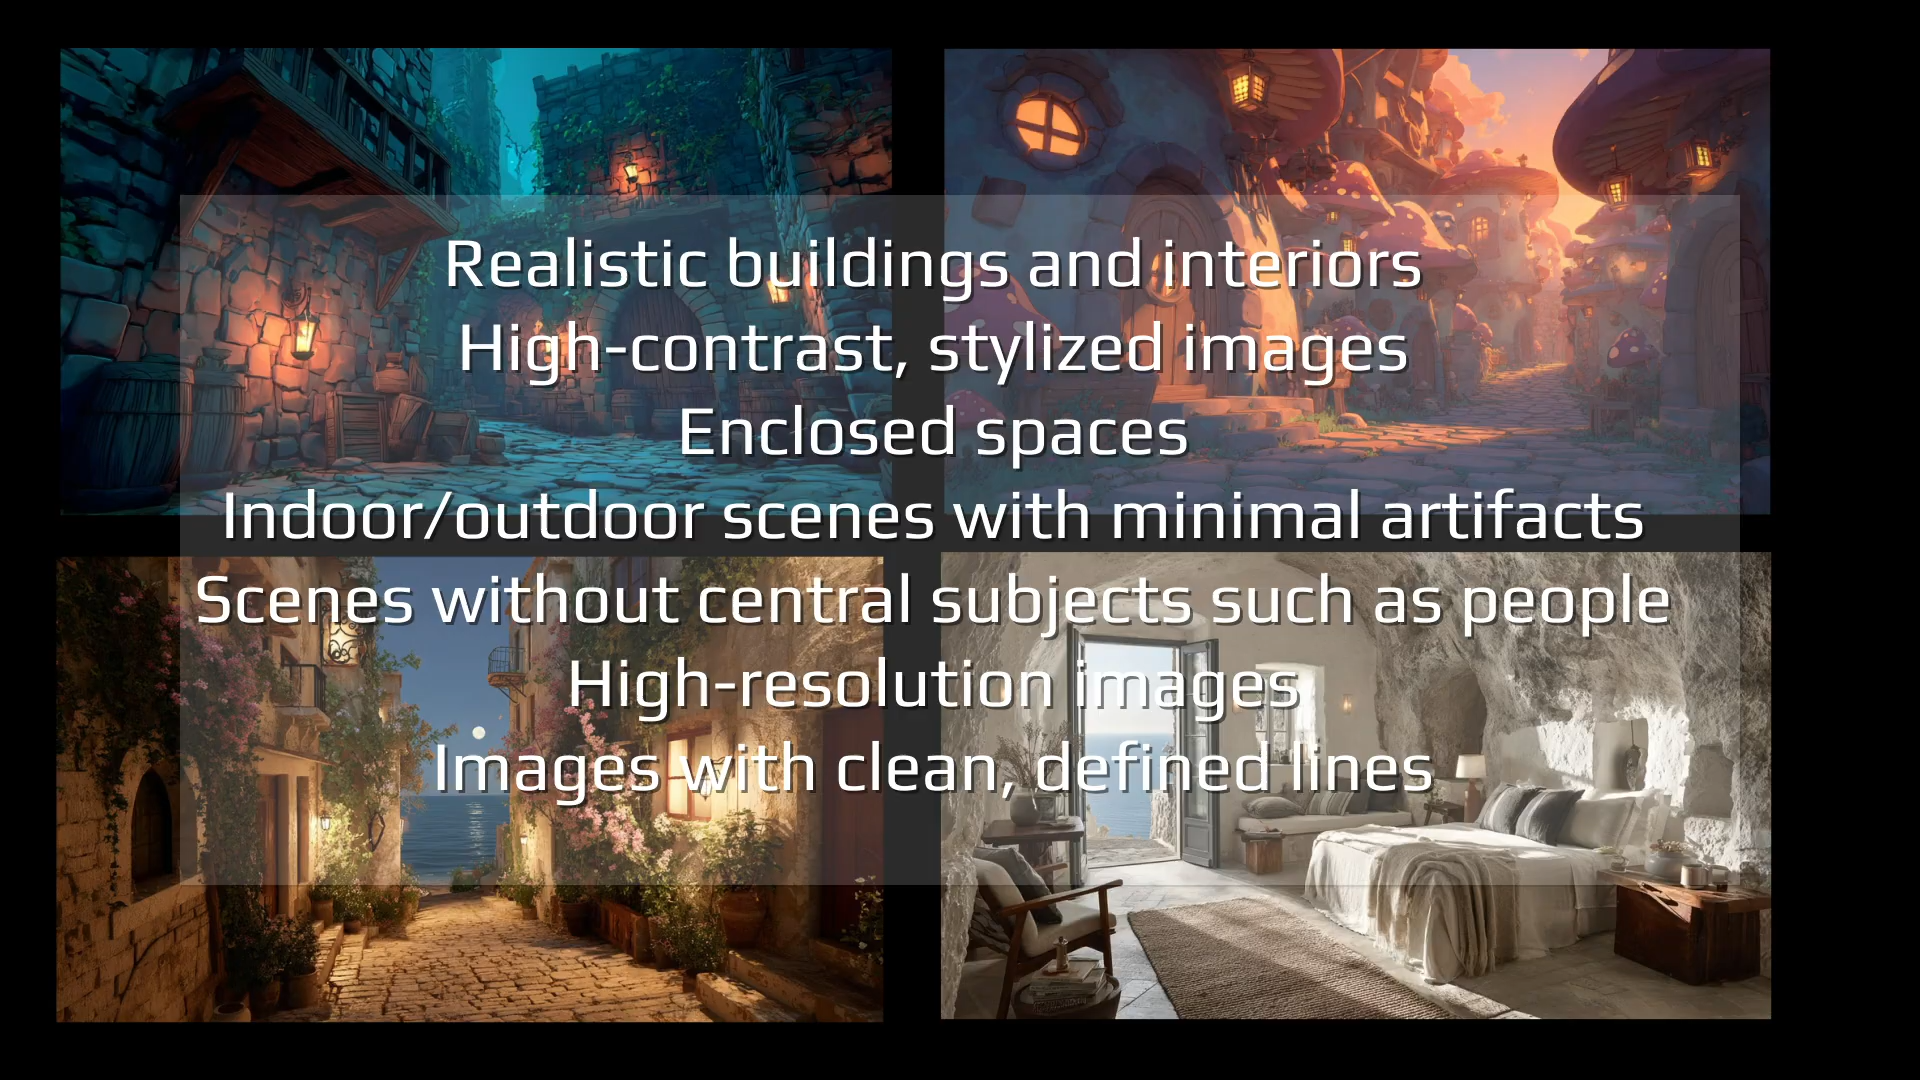 Realistic buildings and interiors
High-contrast, stylized images
Enclosed spaces
Indoor/outdoor scenes with minimal artifacts
Scenes without central subjects such as people
High-resolution images
Images with clean, defined lines